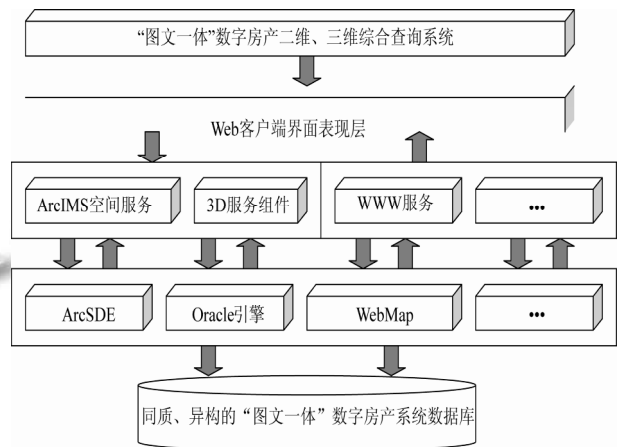 “图文一体”数字房产二维、三维综合查询系统
Web客户端界面表现层
ArcIMS空间服务
3D服务组件
WWW服务
...
ArcSDE
Oracle引擎
WebMap
...
同质、异构的“图文一体”数字房产系统数据库